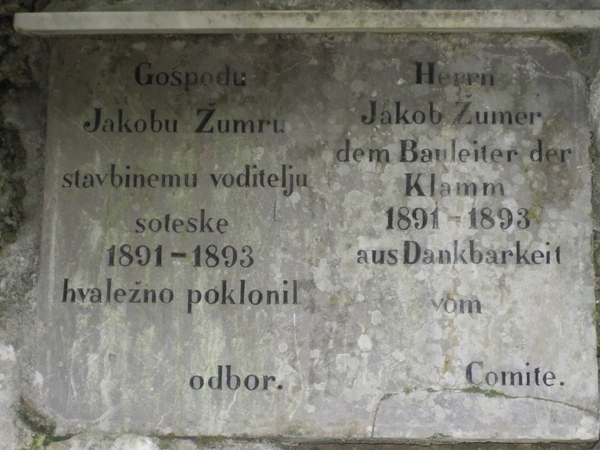 Gospodu
Jakobu Žumru
stavbinemu voditelju
soteske
1891-1893
hvaležno poklonil
odbor.
Herrn
Jakob Žumer
dem Bauleiter der
Klamm
1891-1893
aus Dankbarkeit
vom
Comite.